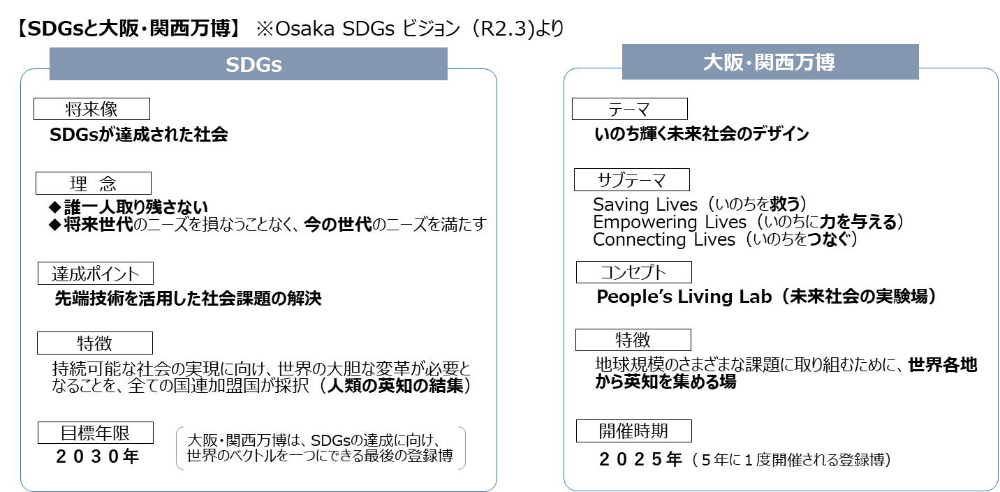 【SDGsと大阪・関西万博】 ※Osaka SDGs ビジョン（R2.3)より
SDGs
将来像
SDGsが達成された社会
理 念
◆誰一人取り残さない
◆将来世代のニーズを損なうことなく、今の世代のニーズを満たす
達成ポイント
先端技術を活用した社会課題の解決
特徴
持続可能な社会の実現に向け、世界の大胆な変革が必要と
なることを、全ての国連加盟国が採択（人類の英知の結集）
目標年限
２０３０年
大阪・関西万博は、SDGsの達成に向け、
世界のベクトルを一つにできる最後の登録博
大阪・関西万博
テーマ
いのち輝く未来社会のデザイン
サブテーマ
Saving Lives（いのちを救う）
Empowering Lives（いのちに力を与える）
Connecting Lives（いのちをつなぐ）
コンセプト
People’s Living Lab（未来社会の実験場）
特徴
地球規模のさまざまな課題に取り組むために、世界各地
から英知を集める場
開催時期
２０２５年（５年に１度開催される登録博）